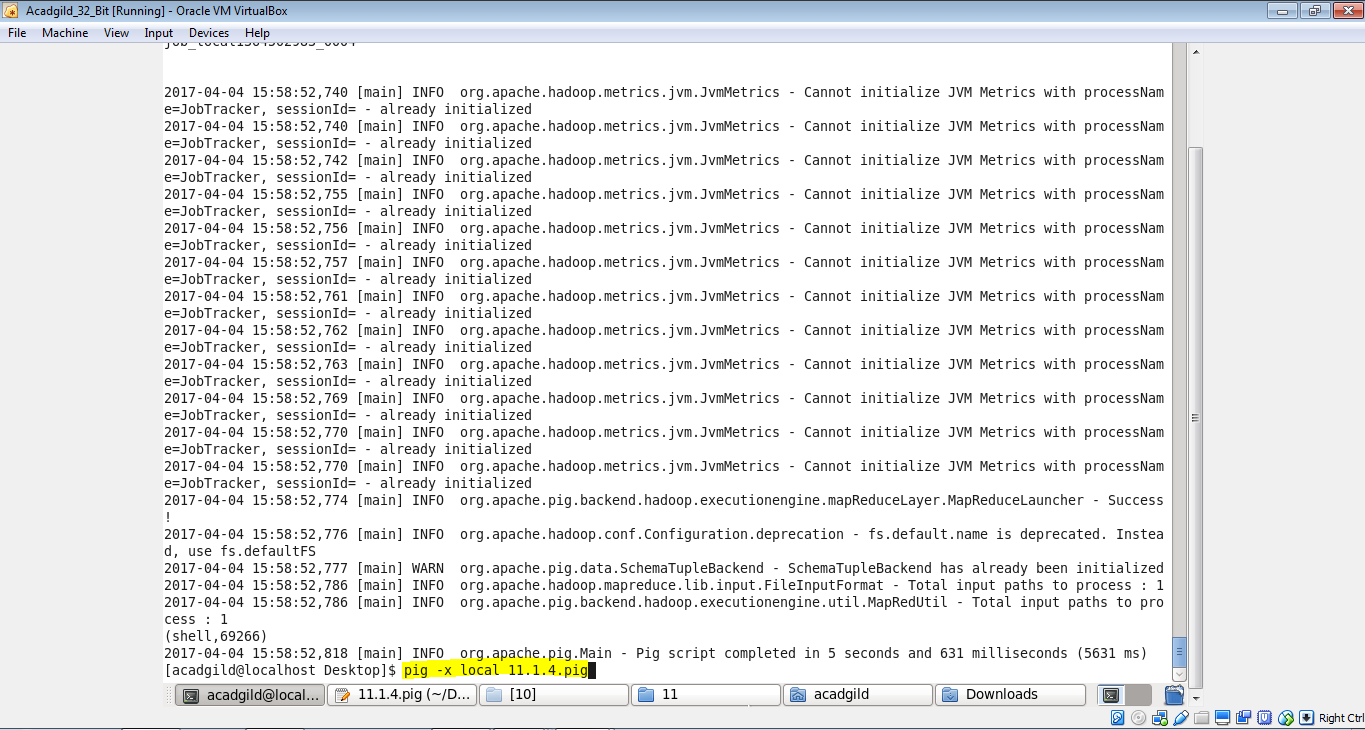 Acadgild_32_Bit [Running] - Oracle VM VirtualBox
File Machine View Input Devices Help
2017-04-04 15:58:52,740 [main] INFO  org.apache.hadoop.metrics.jvm.JvmMetrics - Cannot initialize JVM Metrics with processNam
e=JobTracker, sessionId= - already initialized
2017-04-04 15:58:52,740 [main] INFO  org.apache.hadoop.metrics.jvm.JvmMetrics - Cannot initialize JVM Metrics with processNam
e=JobTracker, sessionId= - already initialized
2017-04-04 15:58:52,742 [main] INFO  org.apache.hadoop.metrics.jvm.JvmMetrics - Cannot initialize JVM Metrics with processNam
e=JobTracker, sessionId= - already initialized
2017-04-04 15:58:52,755 [main] INFO  org.apache.hadoop.metrics.jvm.JvmMetrics - Cannot initialize JVM Metrics with processNam
e=JobTracker, sessionId= - already initialized
2017-04-04 15:58:52,756 [main] INFO  org.apache.hadoop.metrics.jvm.JvmMetrics - Cannot initialize JVM Metrics with processNam
e=JobTracker, sessionId= - already initialized
2017-04-04 15:58:52,757 [main] INFO  org.apache.hadoop.metrics.jvm.JvmMetrics - Cannot initialize JVM Metrics with processNam
e=JobTracker, sessionId= - already initialized
2017-04-04 15:58:52,761 [main] INFO  org.apache.hadoop.metrics.jvm.JvmMetrics - Cannot initialize JVM Metrics with processNam
e=JobTracker, sessionId= - already initialized
2017-04-04 15:58:52,762 [main] INFO  org.apache.hadoop.metrics.jvm.JvmMetrics - Cannot initialize JVM Metrics with processNam
e=JobTracker, sessionId= - already initialized
2017-04-04 15:58:52,763 [main] INFO  org.apache.hadoop.metrics.jvm.JvmMetrics - Cannot initialize JVM Metrics with processNam
e=JobTracker, sessionId= - already initialized
2017-04-04 15:58:52,769 [main] INFO  org.apache.hadoop.metrics.jvm.JvmMetrics - Cannot initialize JVM Metrics with processNam
e=JobTracker, sessionId= - already initialized
2017-04-04 15:58:52,770 [main] INFO  org.apache.hadoop.metrics.jvm.JvmMetrics - Cannot initialize JVM Metrics with processNam
e=JobTracker, sessionId= - already initialized
2017-04-04 15:58:52,770 [main] INFO  org.apache.hadoop.metrics.jvm.JvmMetrics - Cannot initialize JVM Metrics with processNam
e=JobTracker, sessionId= - already initialized
2017-04-04 15:58:52,774 [main] INFO  org.apache.pig.backend.hadoop.executionengine.mapReduceLayer.MapReduceLauncher - Success
!
2017-04-04 15:58:52,776 [main] INFO  org.apache.hadoop.conf.Configuration.deprecation - fs.default.name is deprecated. Instea
d, use fs.defaultFS
2017-04-04 15:58:52,777 [main] WARN  org.apache.pig.data.SchemaTupleBackend - SchemaTupleBackend has already been initialized
2017-04-04 15:58:52,786 [main] INFO  org.apache.hadoop.mapreduce.lib.input.FileInputFormat - Total input paths to process : 1
2017-04-04 15:58:52,786 [main] INFO  org.apache.pig.backend.hadoop.executionengine.util.MapRedUtil - Total input paths to pro
cess : 1
(shell,69266)
2017-04-04 15:58:52,818 [main] INFO  org.apache.pig.Main - Pig script completed in 5 seconds and 631 milliseconds (5631 ms)
[acadgild@localhost Desktop]$ pig -x local 11.1.4.pig
acadgild@local... 11.1.4.pig (~/D... [10] 11 acadgild Downloads
Right Ctrl